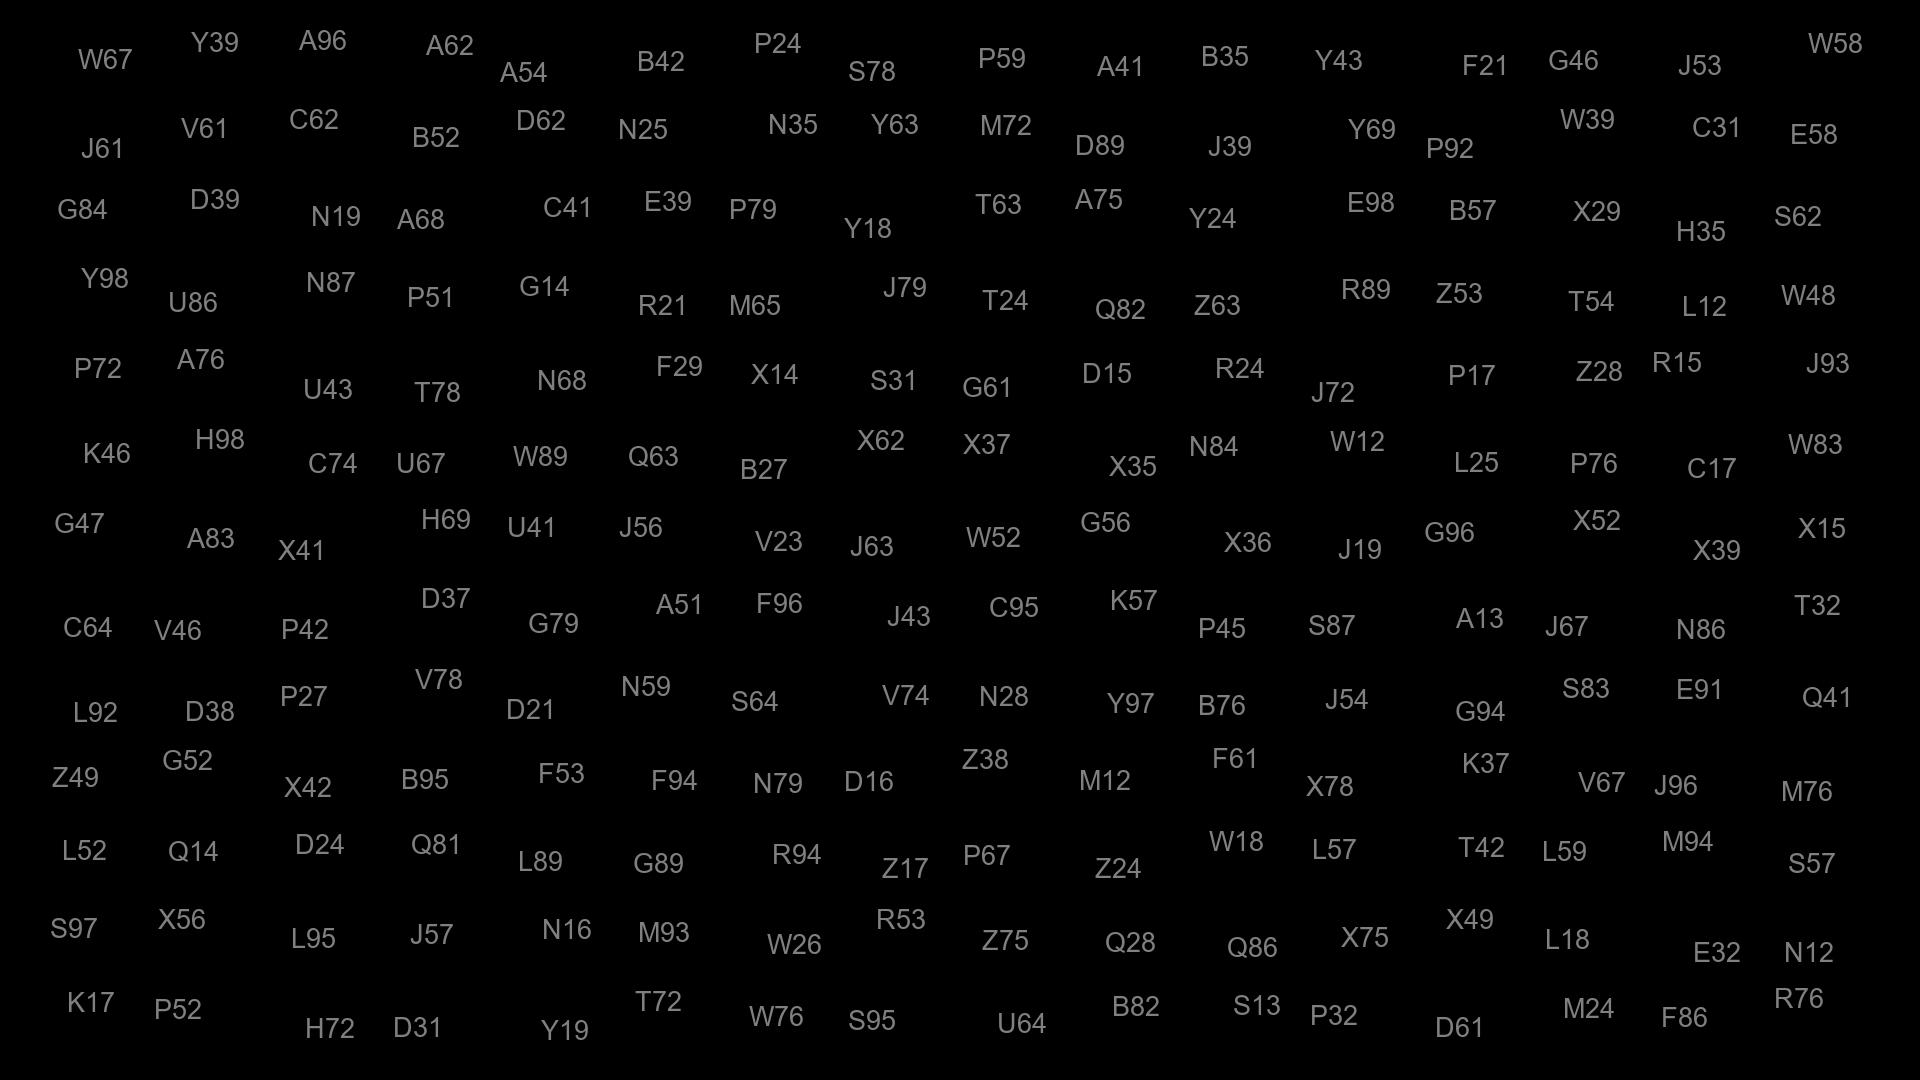 W67 Y39 A96 A62 A54 B42 P24 S78 P59 A41 B35 Y43 F21 G46 J53 W58
J61 V61 C62 B52 D62 N25 N35 Y63 M72 D89 J39 Y69 P92 W39 C31 E58
G84 D39 N19 A68 C41 E39 P79 Y18 T63 A75 Y24 E98 B57 X29 H35 S62
Y98 U86 N87 P51 G14 R21 M65 J79 T24 Q82 Z63 R89 Z53 T54 L12 W48
P72 A76 U43 T78 N68 F29 X14 S31 G61 D15 R24 J72 P17 Z28 R15 J93
K46 H98 C74 U67 W89 Q63 B27 X62 X37 X35 N84 W12 L25 P76 C17 W83
G47 A83 X41 H69 U41 J56 V23 J63 W52 G56 X36 J19 G96 X52 X39 X15
C64 V46 P42 D37 G79 A51 F96 J43 C95 K57 P45 S87 A13 J67 N86 T32
L92 D38 P27 V78 D21 N59 S64 V74 N28 Y97 B76 J54 G94 S83 E91 Q41
Z49 G52 X42 B95 F53 F94 N79 D16 Z38 M12 F61 X78 K37 V67 J96 M76
L52 Q14 D24 Q81 L89 G89 R94 Z17 P67 Z24 W18 L57 T42 L59 M94 S57
S97 X56 L95 J57 N16 M93 W26 R53 Z75 Q28 Q86 X75 X49 L18 E32 N12
K17 P52 H72 D31 Y19 T72 W76 S95 U64 B82 S13 P32 D61 M24 F86 R76